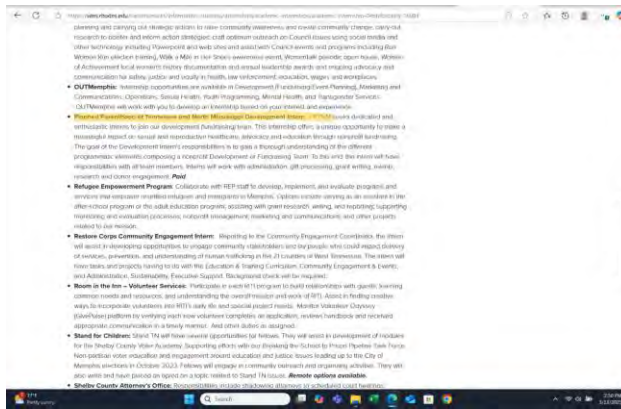 planning and carrying out strategic actions to raise community awareness and create community change, carry out
research to bolster and inform action strategies; craft optimum outreach on Council issues using social media and
other technology including Powerpoint and web sites and assist with Council events and programs including Run
Women Run election training, Walk a Mile in Her Shoes awareness event, Womentalk periodic open house, Women
of Achievement local women's history documentation and annual leadership awards and ongoing advocacy and
communication for safety, justice and equity in health, law enforcement, education, wages and workplaces.
• OUTMemphis: Internship opportunities are available in Development (Fundraising/Event Planning), Marketing and
Communications, Operations, Sexual Health, Youth Programming, Mental Health, and Transgender Services.
OUTMemphis will work with you to develop an internship based on your interest and experience.
• Planned Parenthood of Tennessee and North Mississippi Development Intern: seeks dedicated and
enthusiastic interns to join our development (fundraising) team. This internship offers a unique opportunity to make a
meaningful impact on sexual and reproductive healthcare, advocacy and education through nonprofit fundraising.
The goal of the Development Intern's responsibilities is to gain a thorough understanding of the different
programmatic elements composing a nonprofit Development of Fundraising Team. To this end the intern will have
responsibilities with all team members. Interns will work with administration, gift processing, grant writing, events,
research and donor engagement. Paid
• Refugee Empowerment Program: Collaborate with REP staff to develop, implement, and evaluate programs and
services that empower resettled refugees and immigrants in Memphis. Options include serving as an assistant in the
after-school program or the adult education program; assisting with grant research, writing, and reporting; supporting
monitoring and evaluation processes; nonprofit management; marketing and communications; and other projects
related to our mission.
• Restore Corps Community Engagement Intern: Reporting to the Community Engagement Coordinator, the intern
will assist in developing opportunities to engage community stakeholders and lay people who could impact delivery
of services, prevention, and understanding of human trafficking in the 21 counties of West Tennessee. The intern will
have tasks and projects having to do with the Education & Training Curriculum, Community Engagement & Events,
and Administration, Sustainability, Executive Support. Background check will be required.
• Room in the Inn – Volunteer Services: Participate in each RITI program to build relationships with guests, learning
common needs and resources, and understanding the overall mission and work of RITI. Assist in finding creative
ways to incorporate volunteers into RITI's daily life and special project needs. Monitor Volunteer Odyssey
platform by verifying each new volunteer completes an application, reviews handbook and received
appropriate communication in a timely manner. And other duties as assigned.
• Stand for Children: Stand TN will have several opportunities for fellows. They will assist in development of modules
for the Shelby County Voter Academy, Supporting efforts with our Breaking the School to Prison Pipeline Task Force
Non-partisan voter education and engagement around education and justice issues leading up to the City of
Memphis elections in October 2023. Fellows will engage in community outreach and organizing activities. They will
also write and have printed an op-ed on a topic related to Stand TN issues. Remote options available.
• Shelby County Attorney's Office: Responsibilities include shadowing attorneys at scheduled court hearings,
Search